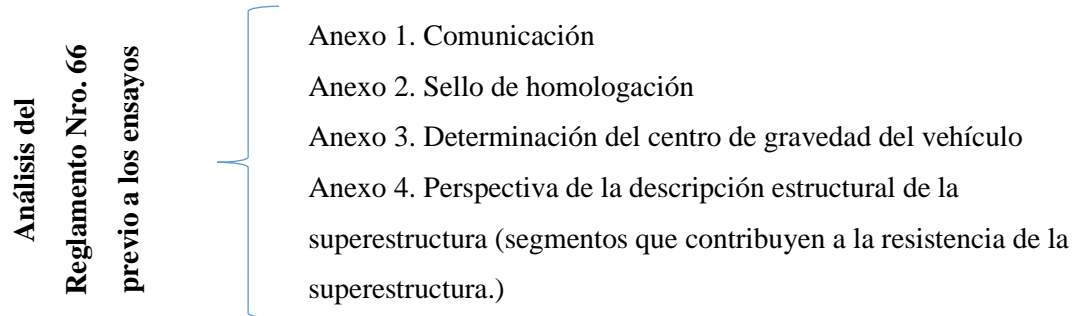 Análisis del
Reglamento Nro. 66
previo a los ensayos
Anexo 1. Comunicación
Anexo 2. Sello de homologación
Anexo 3. Determinación del centro de gravedad del vehículo
Anexo 4. Perspectiva de la descripción estructural de la
superestructura (segmentos que contribuyen a la resistencia de la
superestructura.)